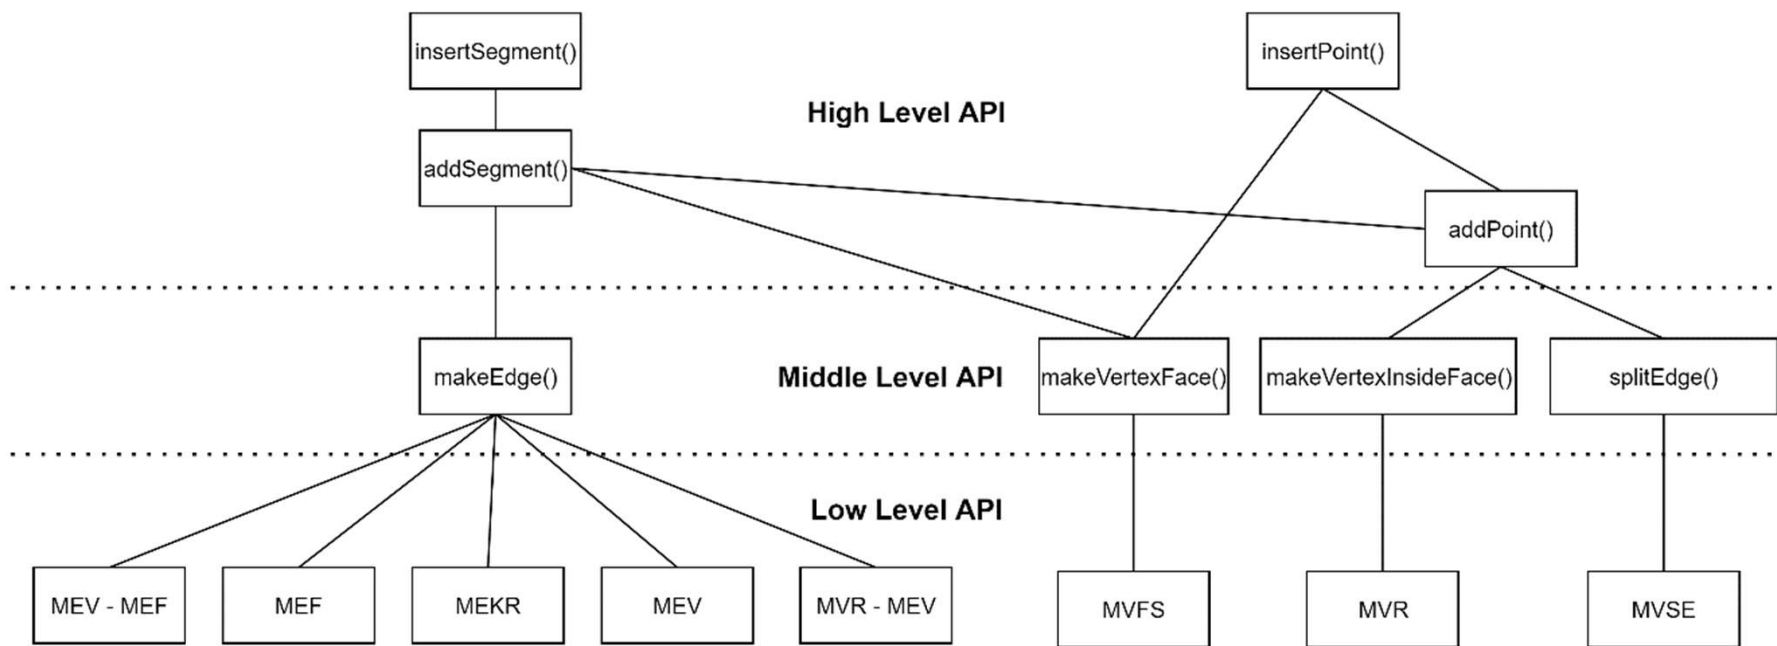 insertSegment()
insertPoint()
High Level API
addSegment()
addPoint()
makeEdge()
Middle Level API
makeVertexFace()
makeVertexInsideFace()
splitEdge()
Low Level API
MEV - MEF
MEF
MEKR
MEV
MVR - MEV
MVFS
MVR
MVSE